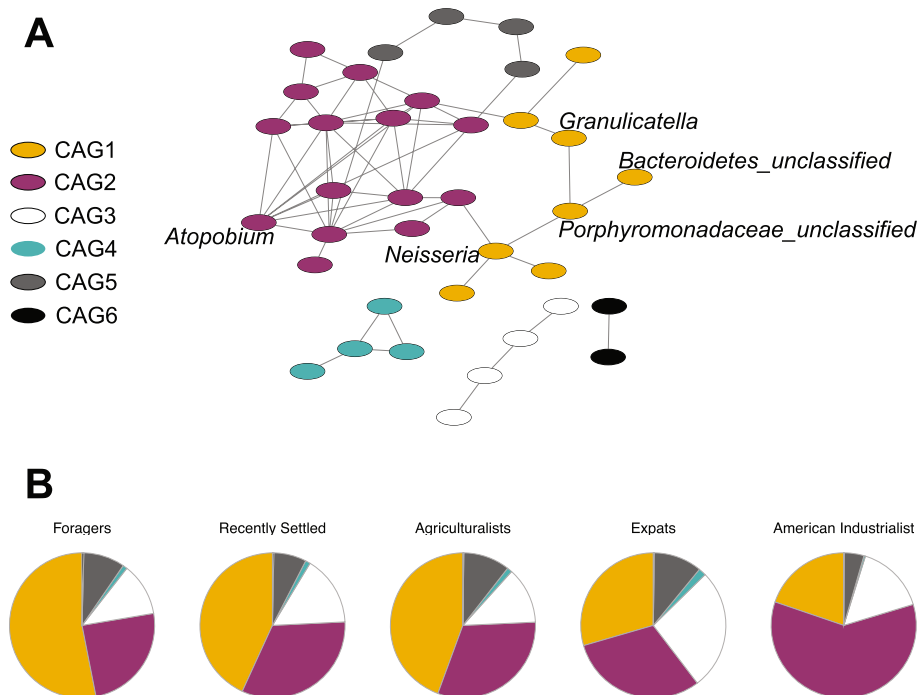 A
Granulicatella
Bacteroidetes_unclassified
CAG1
CAG2
CAG3
CAG4
CAG5
CAG6
Atopobium
Neisseria
Porphyromonadaceae_unclassified
B
Foragers
Recently Settled
Agriculturalists
Expats
American Industrialist